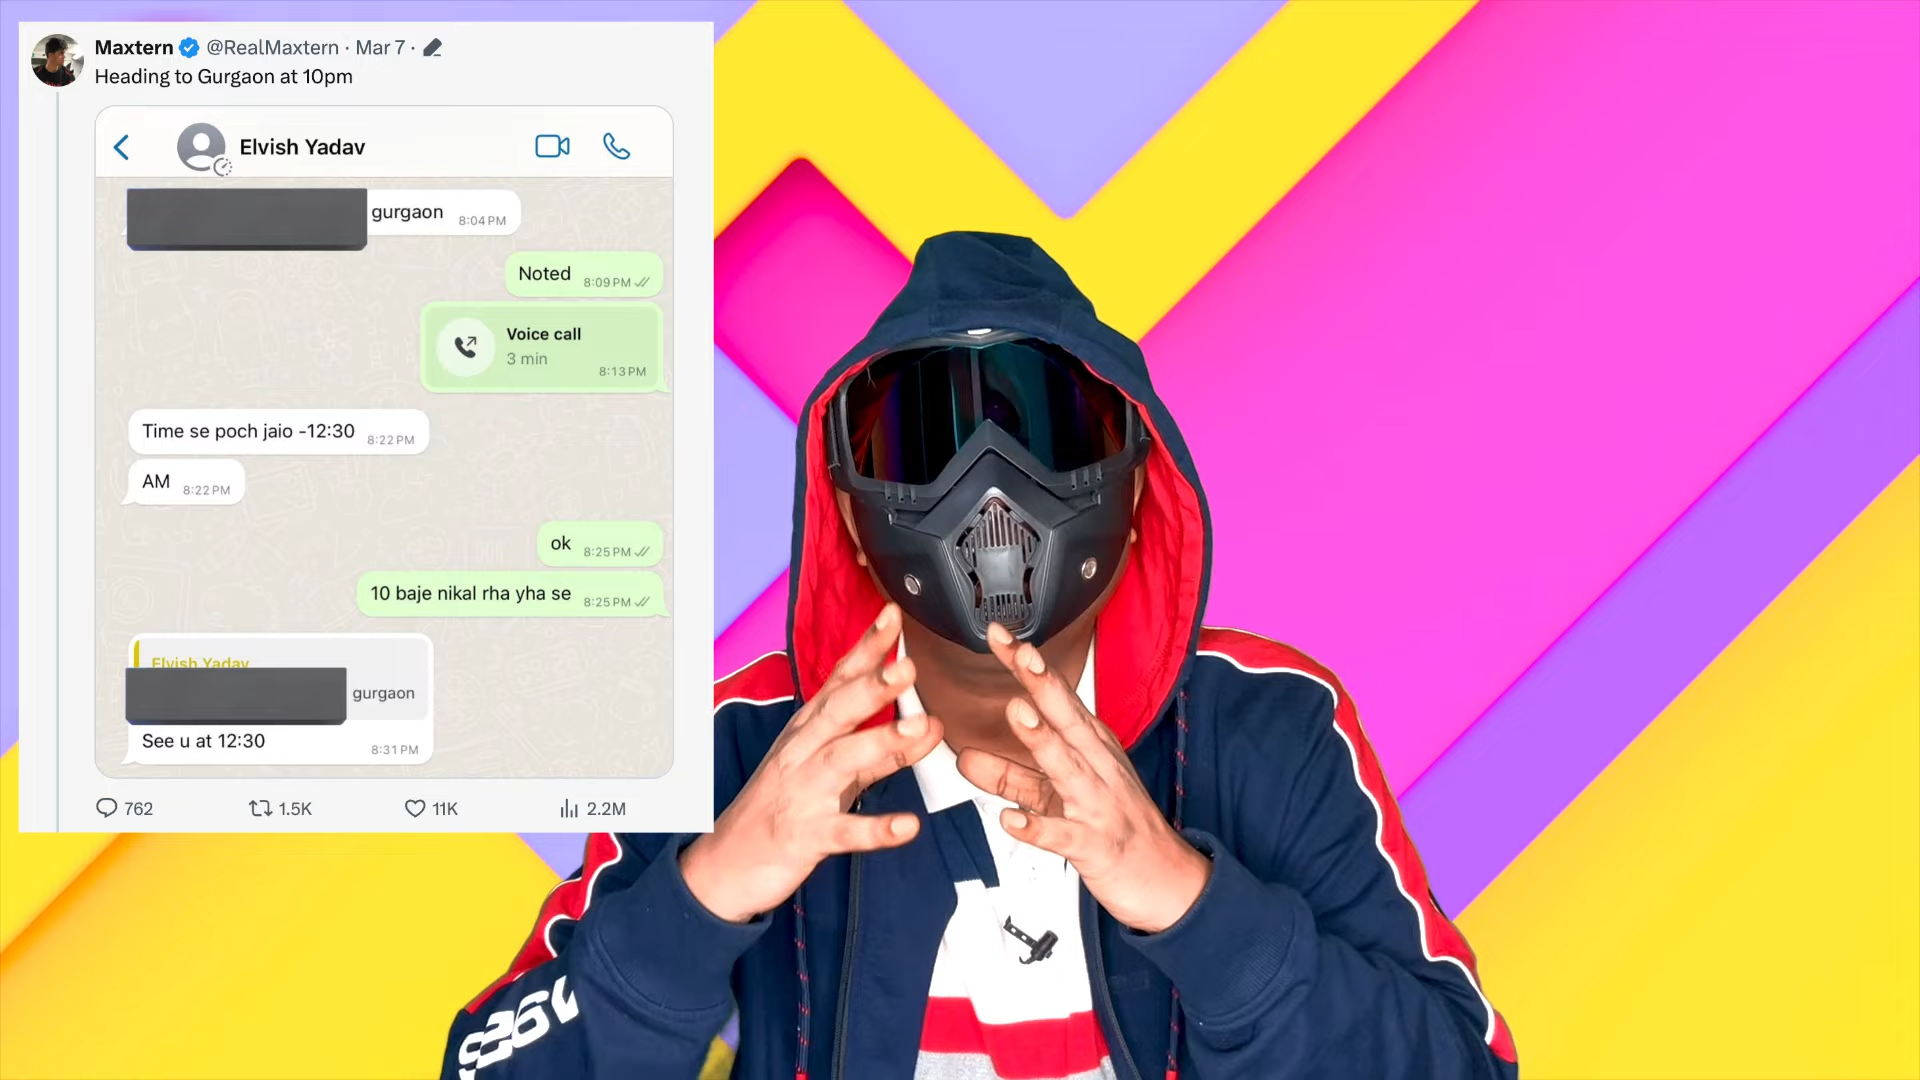 Maxtern @RealMaxtern · Mar 7 ·
Heading to Gurgaon at 10pm
Elvish Yadav
gurgaon 8:04 PM
Noted 8:09 PM
Voice call
3 min
8:13 PM
Time se poch jaio -12:30 8:22 PM
AM 8:22 PM
ok 8:25 PM
10 baje nikal rha yha se 8:25 PM
Elvish Yadav
gurgaon
See u at 12:30 8:31 PM
762 1.5K 11K 2.2M